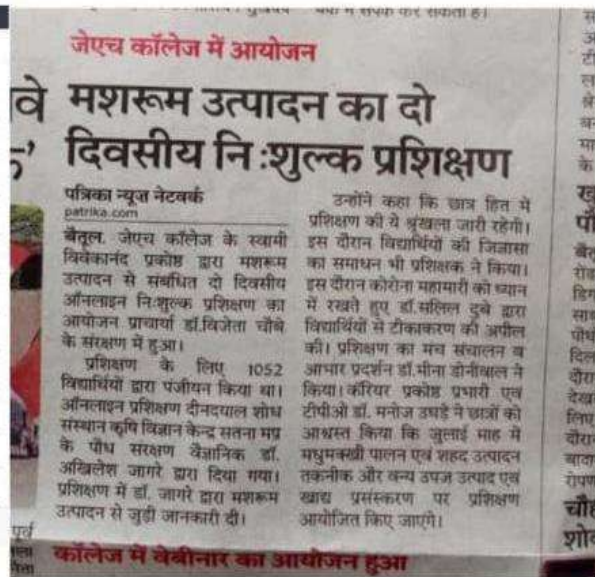 जेएच कॉलेज में आयोजन
मशरूम उत्पादन का दो
दिवसीय नि:शुल्क प्रशिक्षण
पत्रिका न्यूज नेटवर्क
patrika.com
बैतूल. जेएच कॉलेज के स्वामी
विवेकानंद प्रकोष्ठ द्वारा मशरूम
उत्पादन से संबंधित दो दिवसीय
ऑनलाइन नि:शुल्क प्रशिक्षण का
आयोजन प्राचार्या डॉ.विजेता चौबे
के संरक्षण में हुआ।
प्रशिक्षण के लिए 1052
विद्यार्थियों द्वारा पंजीयन किया था।
ऑनलाइन प्रशिक्षण दीनदयाल शोध
संस्थान कृषि विज्ञान केन्द्र सतना मप्र
के पौध संरक्षण वैज्ञानिक डॉ.
अखिलेश जागरे द्वारा दिया गया।
प्रशिक्षण में डॉ. जागरे द्वारा मशरूम
उत्पादन से जुड़ी जानकारी दी।
उन्होंने कहा कि छात्र हित में
प्रशिक्षण की ये श्रृंखला जारी रहेगी।
इस दौरान विद्यार्थियों की जिज्ञासा
का समाधन भी प्रशिक्षक ने किया।
इस दौरान कोरोना महामारी को ध्यान
में रखते हुए डॉ.सलिल दुबे द्वारा
विद्यार्थियों से टीकाकरण की अपील
की। प्रशिक्षण का मंच संचालन व
आभार प्रदर्शन डॉ.मीना डोनीवाल ने
किया। करियर प्रकोष्ठ प्रभारी एवं
टीपीओ डॉ. मनोज उघड़े ने छात्रों को
आश्वस्त किया कि जुलाई माह में
मधुमक्खी पालन एवं शहद उत्पादन
तकनीक और वन्य उपज उत्पाद एवं
खाद्य प्रसंस्करण पर प्रशिक्षण
आयोजित किए जाएंगे।
कॉलेज में वेबीनार का आयोजन हुआ